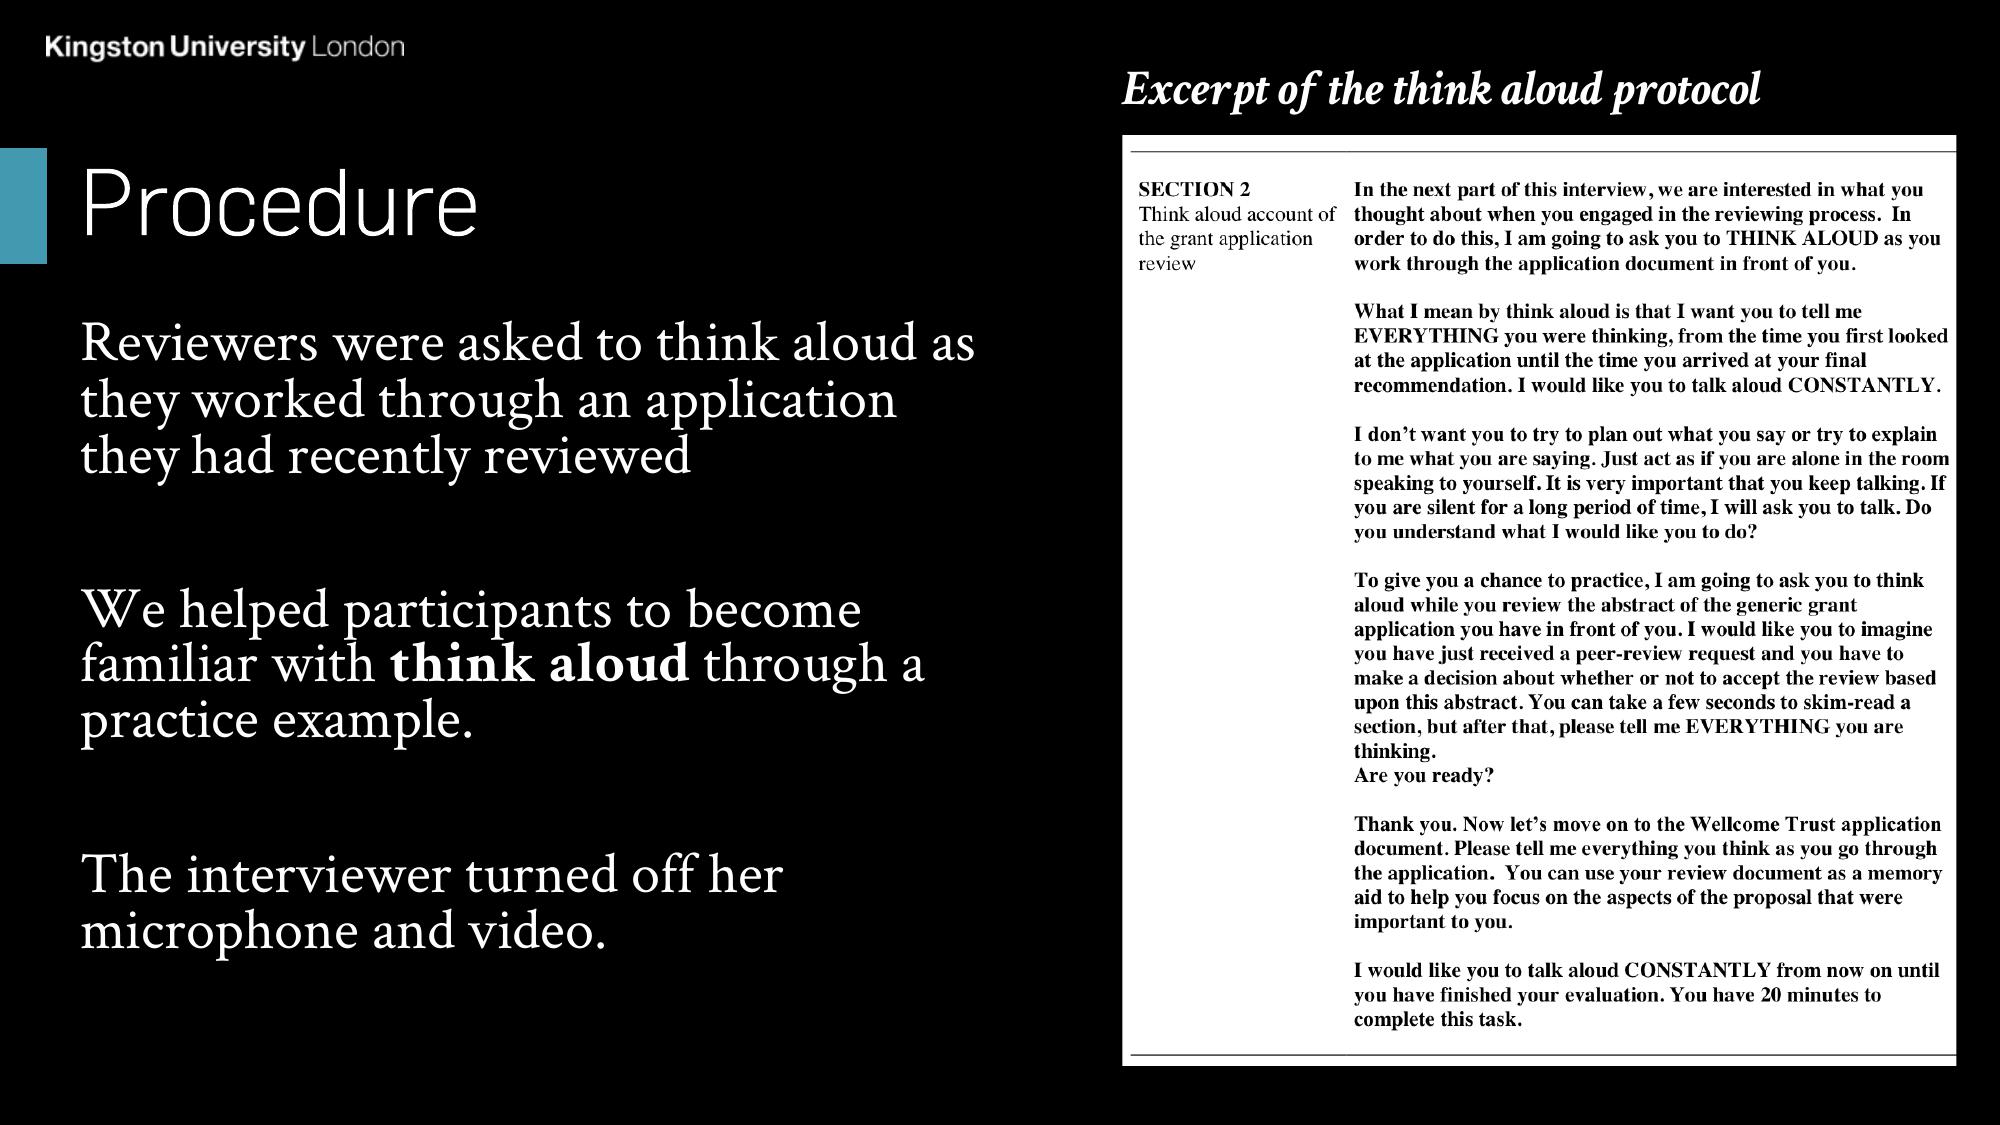 Kingston University London
Procedure
Reviewers were asked to think aloud as
they worked through an application
they had recently reviewed
We helped participants to become
familiar with think aloud through a
practice example.
The interviewer turned off her
microphone and video.
Excerpt of the think aloud protocol
SECTION 2
Think aloud account of
the grant application
review
In the next part of this interview, we are interested in what you
thought about when you engaged in the reviewing process.  In
order to do this, I am going to ask you to THINK ALOUD as you
work through the application document in front of you.
What I mean by think aloud is that I want you to tell me
EVERYTHING you were thinking, from the time you first looked
at the application until the time you arrived at your final
recommendation. I would like you to talk aloud CONSTANTLY.
I don’t want you to try to plan out what you say or try to explain
to me what you are saying. Just act as if you are alone in the room
speaking to yourself. It is very important that you keep talking. If
you are silent for a long period of time, I will ask you to talk. Do
you understand what I would like you to do?
To give you a chance to practice, I am going to ask you to think
aloud while you review the abstract of the generic grant
application you have in front of you. I would like you to imagine
you have just received a peer-review request and you have to
make a decision about whether or not to accept the review based
upon this abstract. You can take a few seconds to skim-read a
section, but after that, please tell me EVERYTHING you are
thinking.
Are you ready?
Thank you. Now let’s move on to the Wellcome Trust application
document. Please tell me everything you think as you go through
the application.  You can use your review document as a memory
aid to help you focus on the aspects of the proposal that were
important to you.
I would like you to talk aloud CONSTANTLY from now on until
you have finished your evaluation. You have 20 minutes to
complete this task.